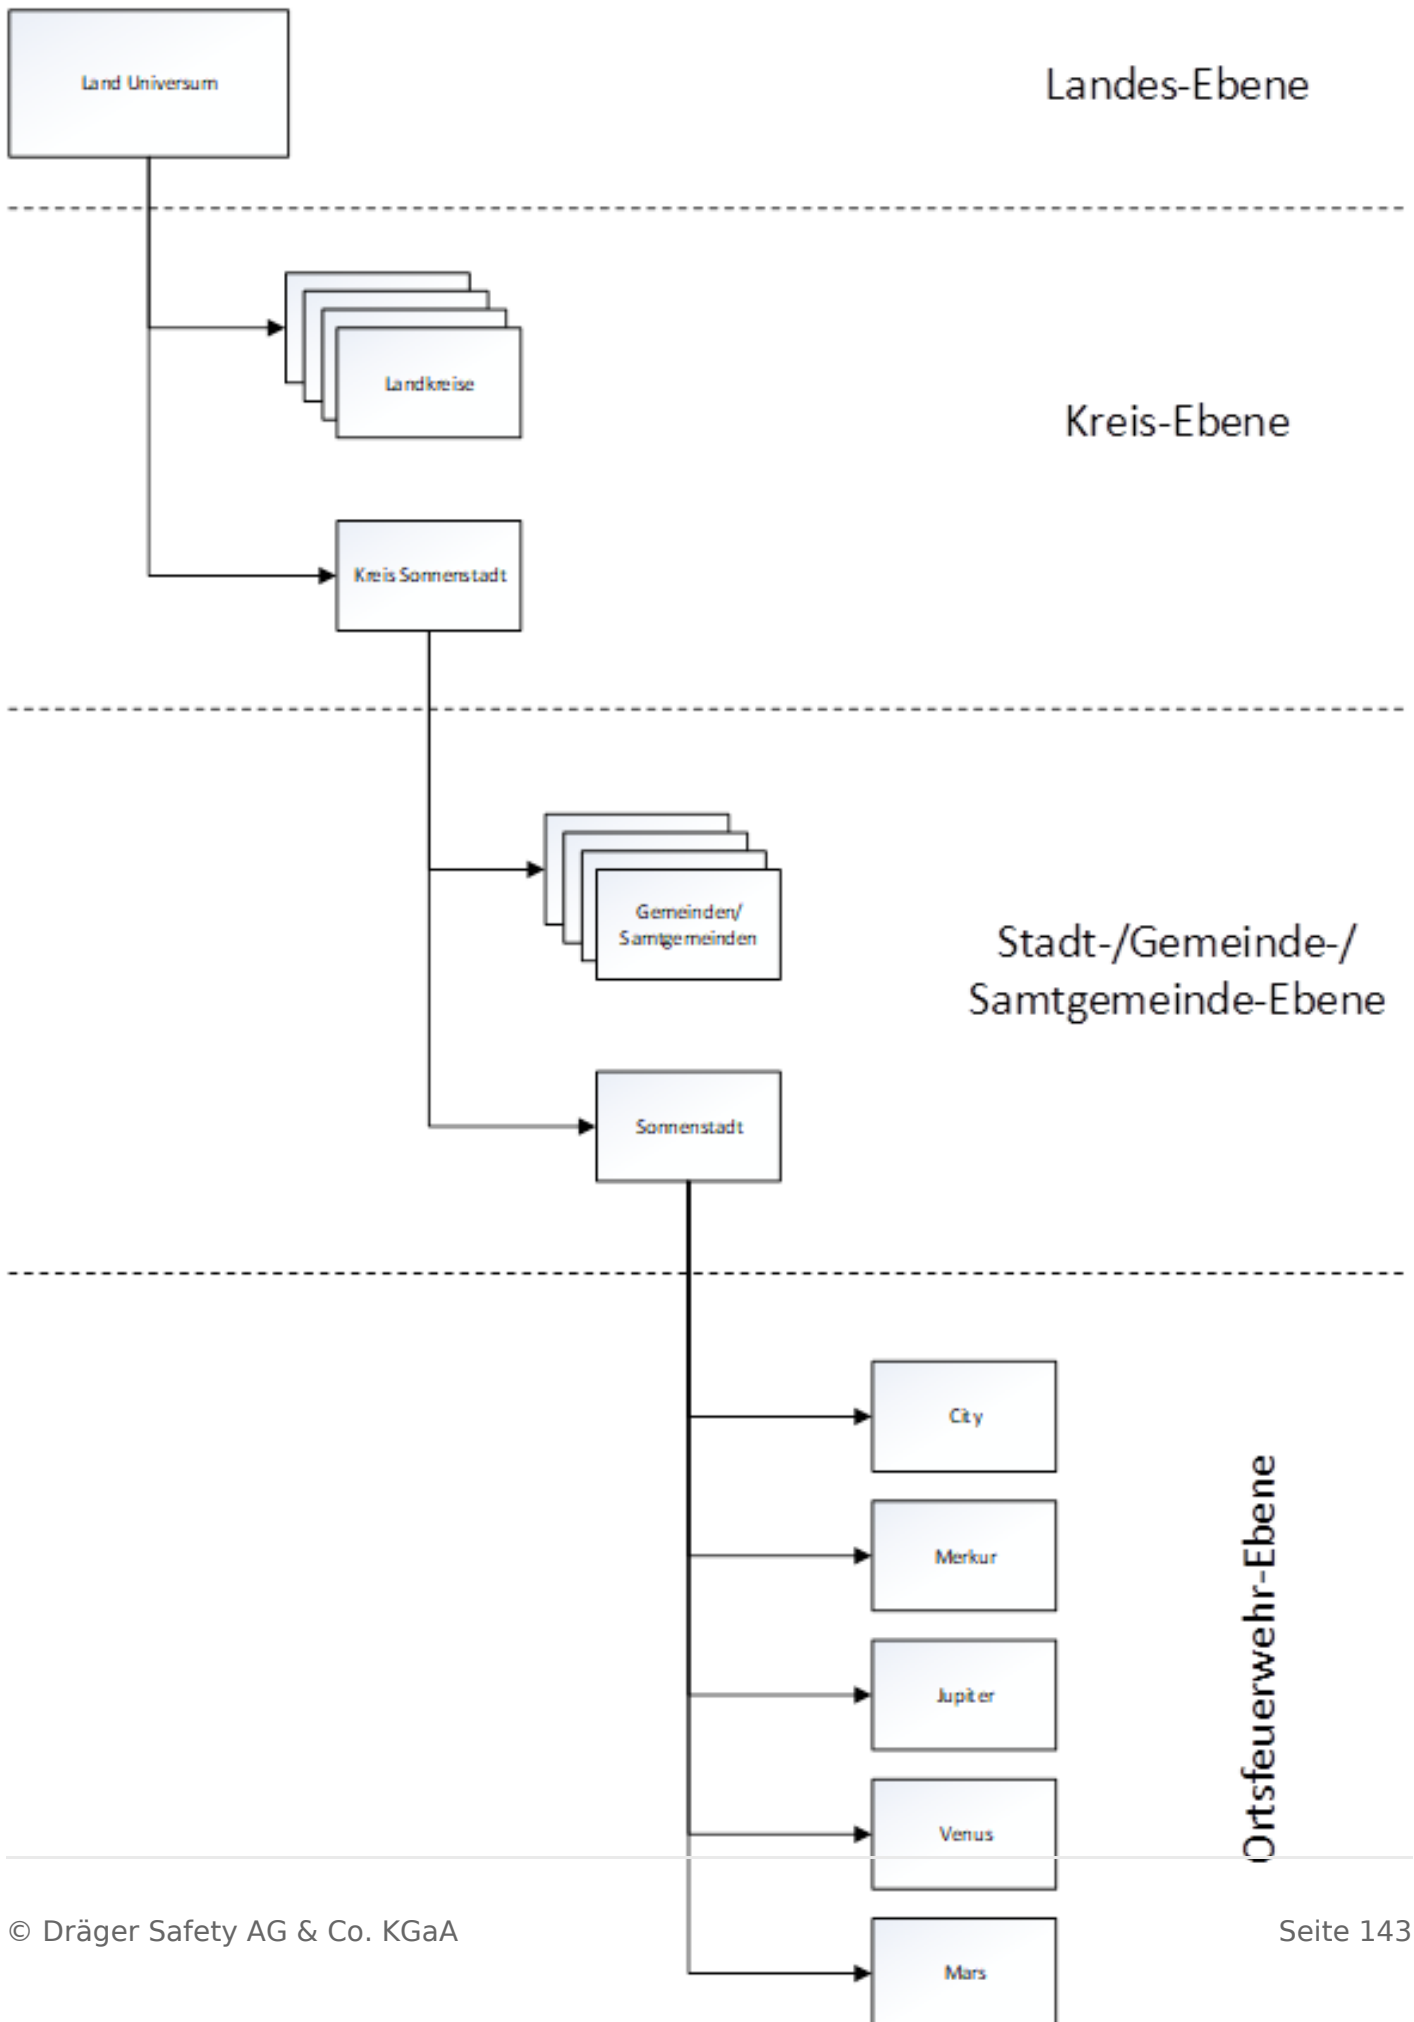 Land Universum
Landes-Ebene
Landkreise
Kreis-Ebene
Kreis Sonnenstadt
Gemeinden/
Samtgemeinden
Stadt-/Gemeinde-/
Samtgemeinde-Ebene
Sonnenstadt
City
Merkur
Jupiter
Venus
Ortsfeuerwehr-Ebene
© Dräger Safety AG & Co. KGaA
Seite 143
Mars